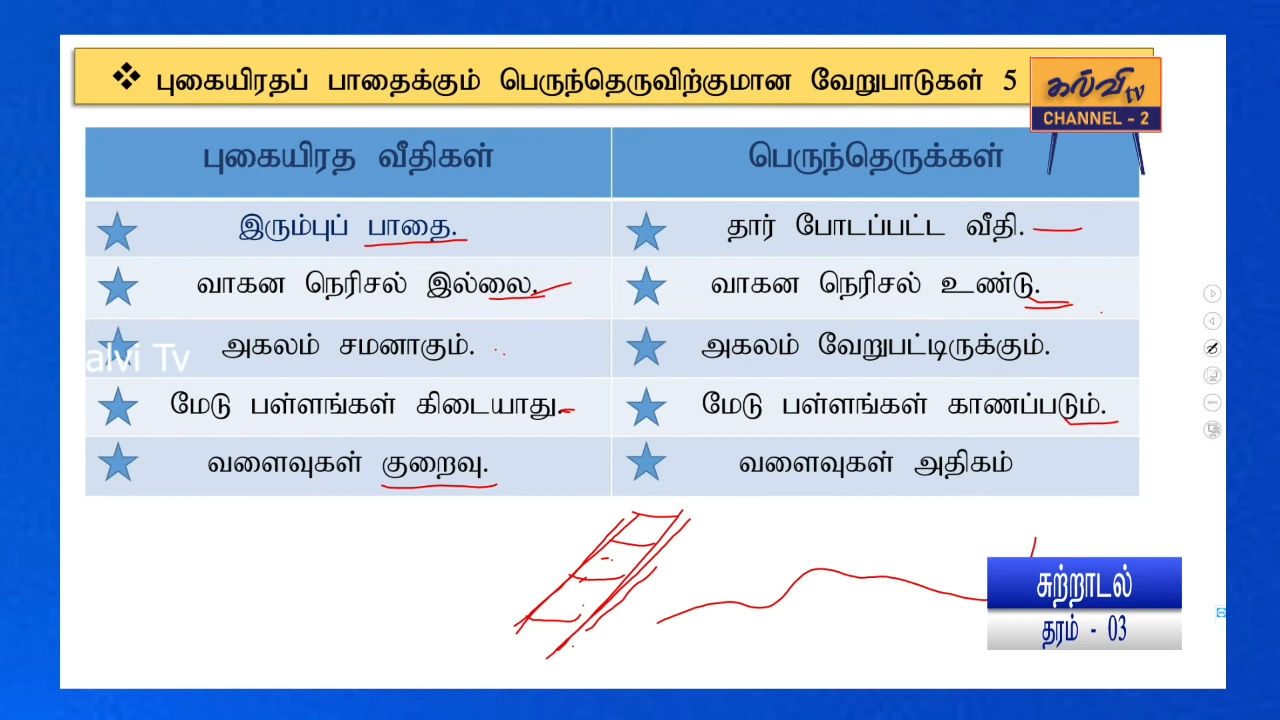 ❖ புகையிரதப் பாதைக்கும் பெருந்தெருவிற்குமான வேறுபாடுகள் 5
கல்வி tv
CHANNEL - 2
புகையிரத வீதிகள் பெருந்தெருக்கள்
இரும்புப் பாதை. தார் போடப்பட்ட வீதி.
வாகன நெரிசல் இல்லை. வாகன நெரிசல் உண்டு.
அகலம் சமனாகும். அகலம் வேறுபட்டிருக்கும்.
alvi Tv
மேடு பள்ளங்கள் கிடையாது. மேடு பள்ளங்கள் காணப்படும்.
வளைவுகள் குறைவு. வளைவுகள் அதிகம்
சுற்றாடல்
தரம் - 03